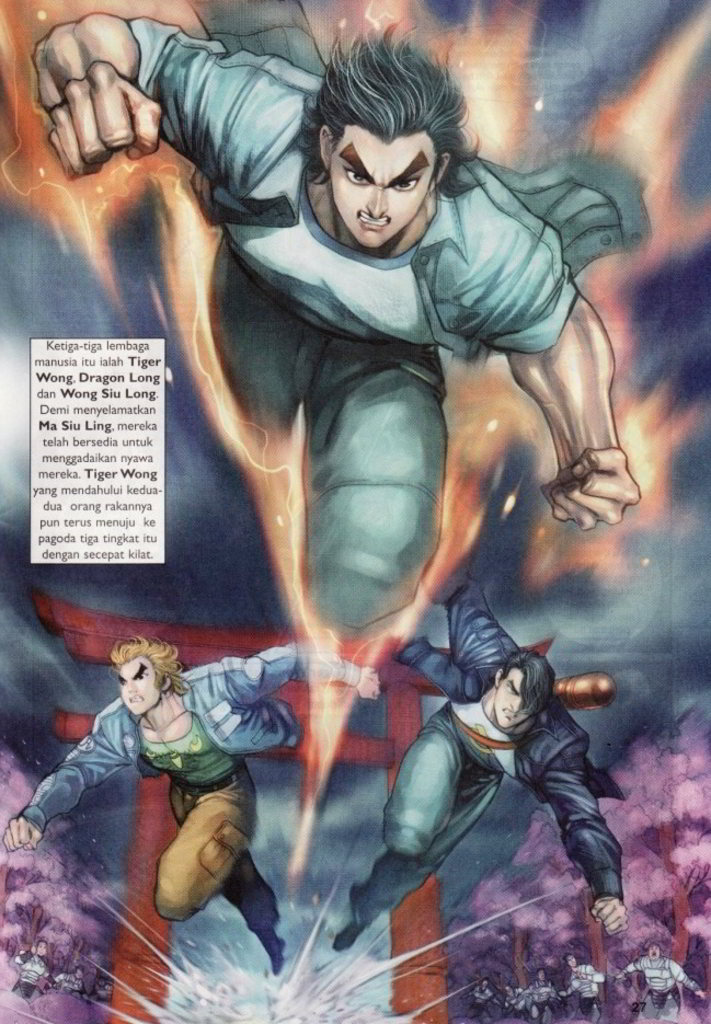 Ketiga-tiga lembaga
manusia itu ialah Tiger
Wong, Dragon Long
dan Wong Siu Long.
Demi menyelamatkan
Ma Siu Ling, mereka
telah bersedia untuk
menggadaikan nyawa
mereka. Tiger Wong
yang mendahului kedua-
dua orang rakannya
pun terus menuju ke
pagoda tiga tingkat itu
dengan secepat kilat.
27